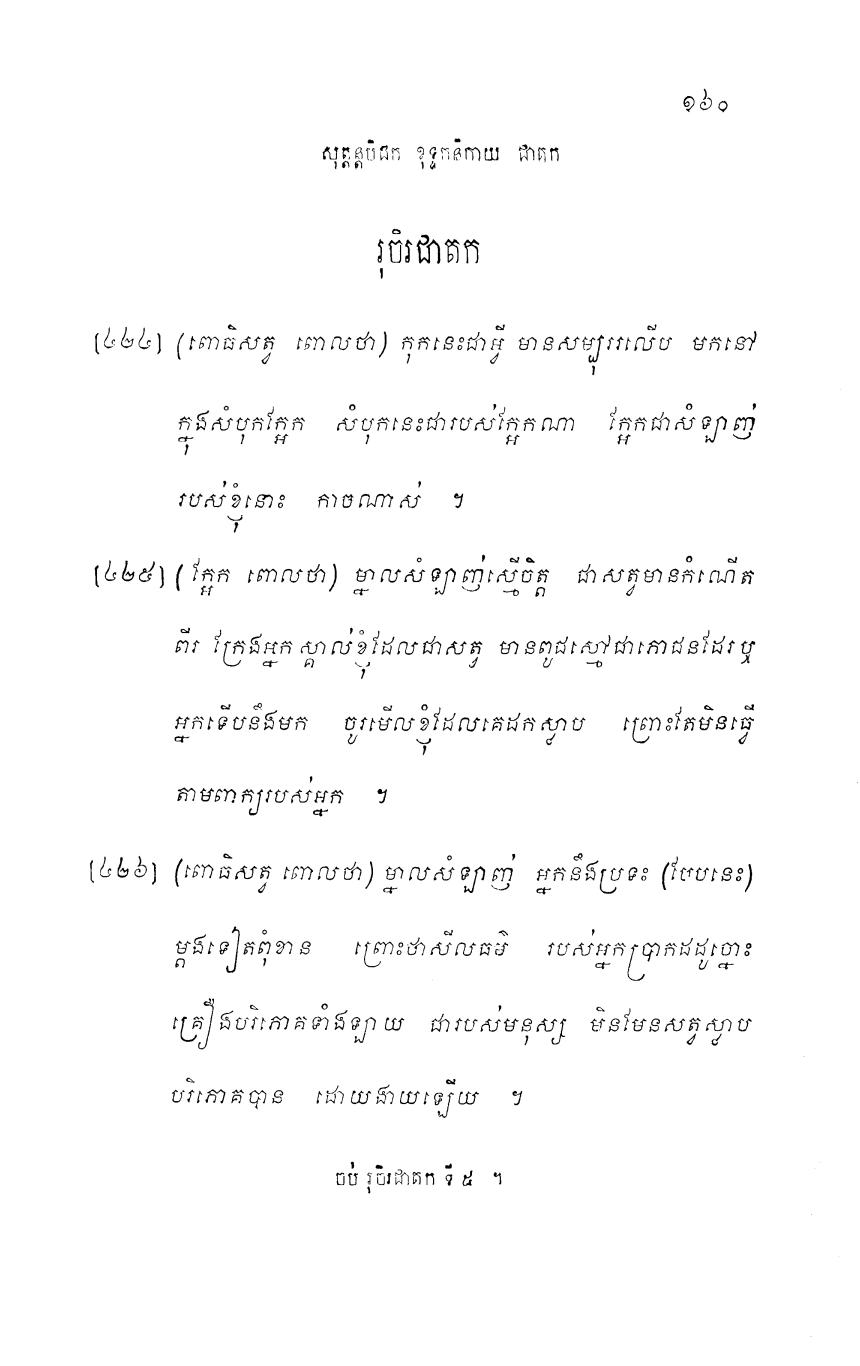 ១៦០
សុត្តន្តបិដក ខុទ្ទកនិកាយ ជាតក
រុចិរជាតក
[៤២៤] (ពោធិសត្វ ពោលថា) កុកនេះជាអ្វី មានសម្បុររលើប មកនៅ
ក្នុងសំបុកក្អែក សំបុកនេះជារបស់ក្អែកណា ក្អែកជាសំឡាញ់
របស់ខ្ញុំនោះ កាចណាស់ ។
[៤២៥] (ក្អែក ពោលថា) ម្នាលសំឡាញ់ស្មើចិត្ត ជាសត្វមានកំណើត
ពីរ ក្រែងអ្នកស្គាល់ខ្ញុំដែលជាសត្វ មានពូជស្មៅជាភោជនដែរឬ
អ្នកទើបនឹងមក ចូរមើលខ្ញុំដែលគេដកស្លាប ព្រោះតែមិនធ្វើ
តាមពាក្យរបស់អ្នក ។
[៤២៦] (ពោធិសត្វ ពោលថា) ម្នាលសំឡាញ់ អ្នកនឹងប្រទះ (បែបនេះ)
ម្តងទៀតពុំខាន ព្រោះថាសីលធម៌ របស់អ្នកប្រាកដដូច្នោះ
គ្រឿងបរិភោគទាំងឡាយ ជារបស់មនុស្ស មិនមែនសត្វស្លាប
បរិភោគបាន ដោយងាយឡើយ ។
ចប់ រុចិរជាតក ទី ៥ ។